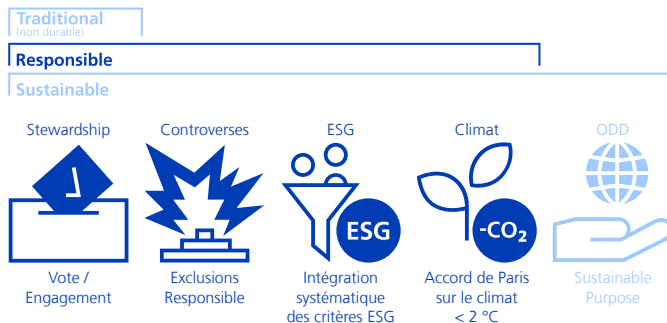 Traditional
(non durable)
Responsible
Sustainable
Stewardship
Controverses
ESG
Climat
ODD
ESG
-CO₂
Vote /
Engagement
Exclusions
Responsible
Intégration
systématique
des critères ESG
Accord de Paris
sur le climat
< 2 °C
Sustainable
Purpose